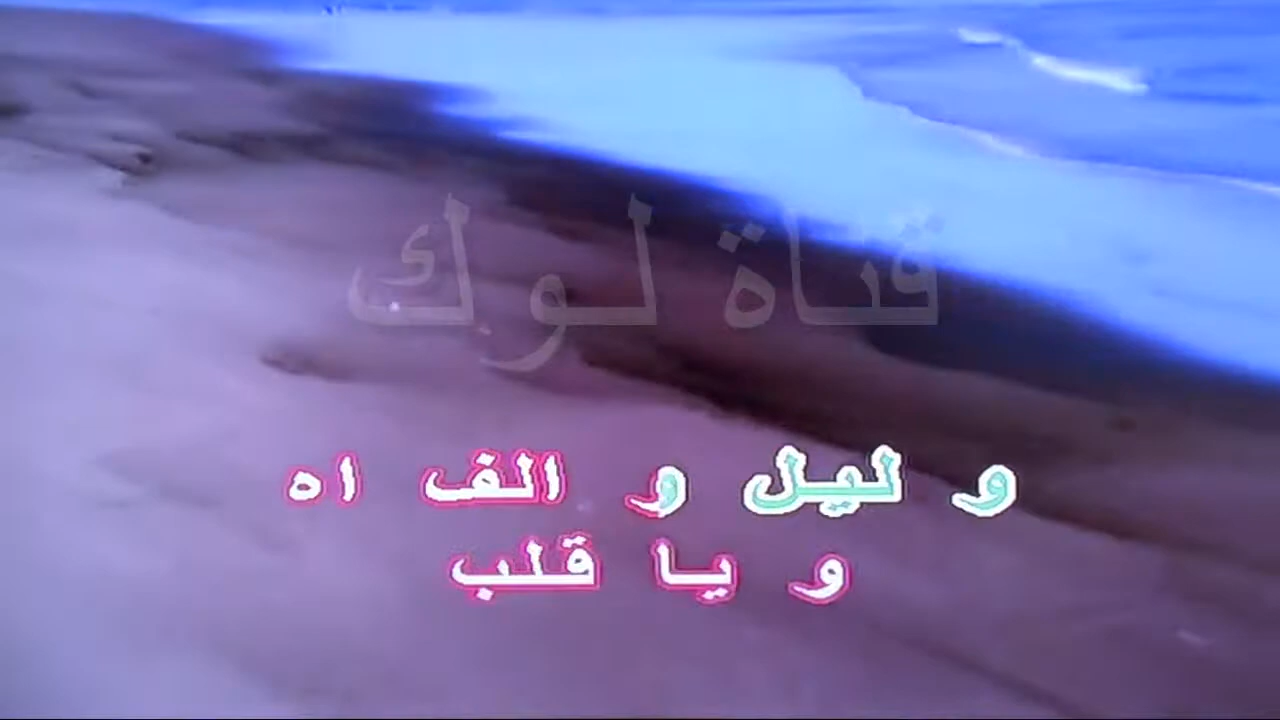 قناة لوك
و ليل و الف اه
و يا قلب